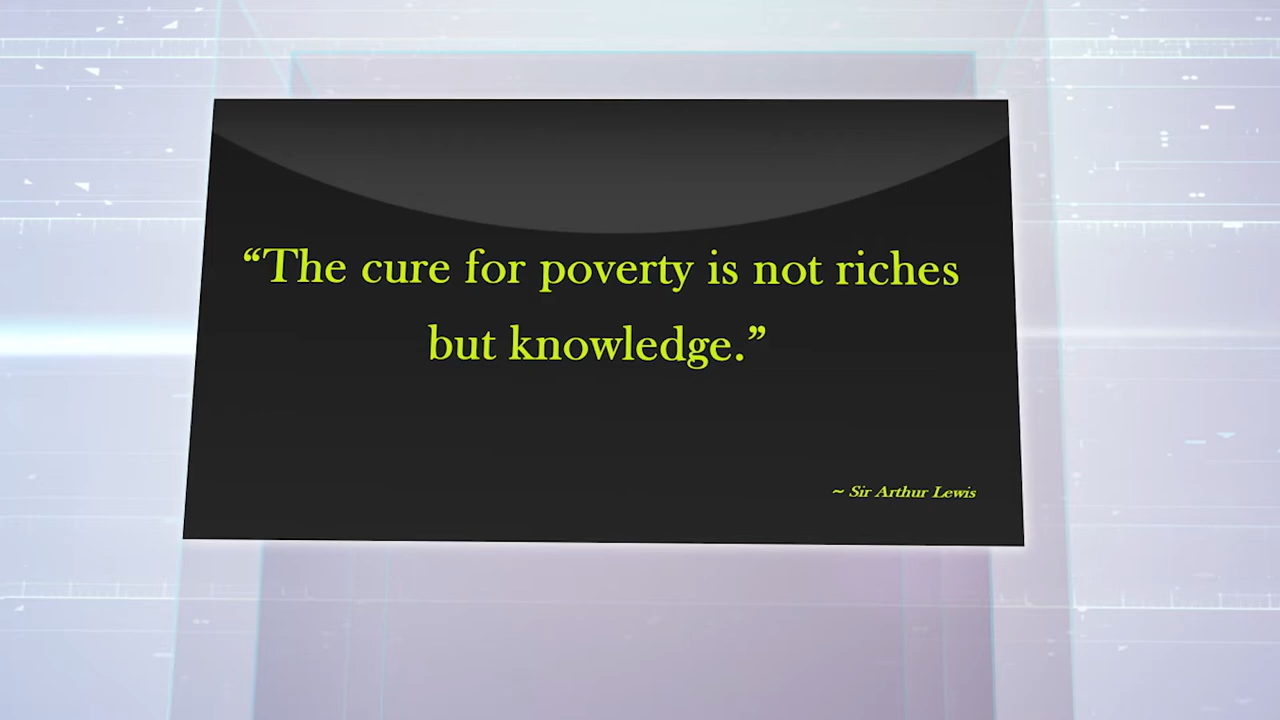 “The cure for poverty is not riches
but knowledge.”
~ Sir Arthur Lewis